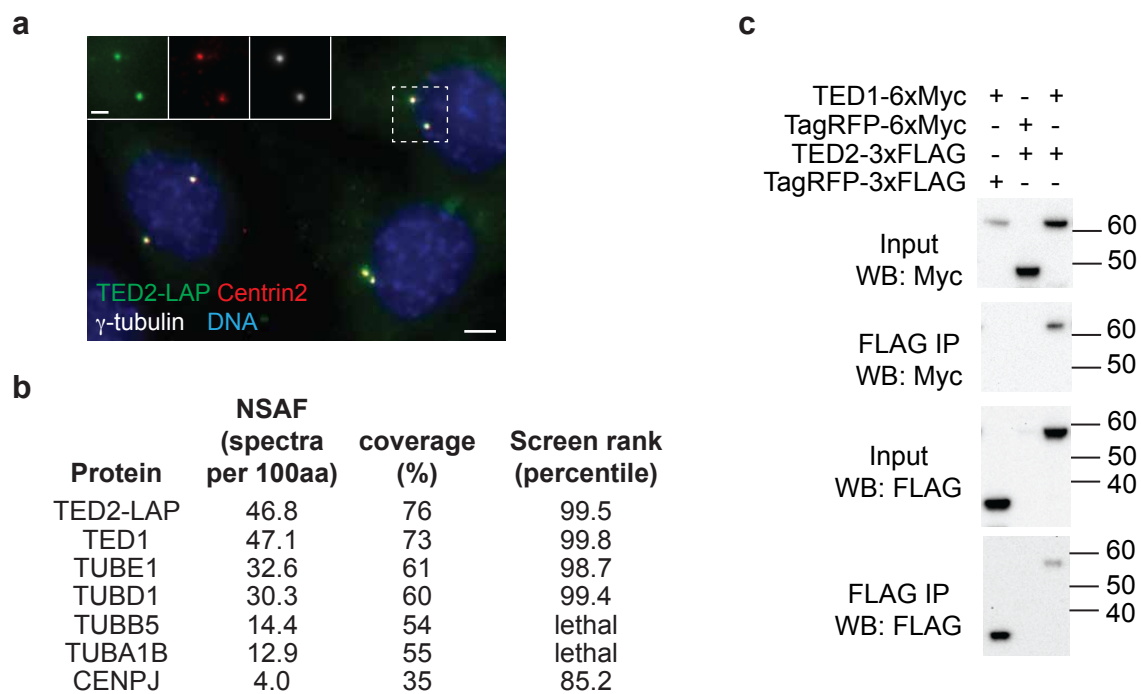 a
TED2-LAP Centrin2
γ-tubulin DNA
b
Protein NSAF (spectra per 100aa) coverage (%) Screen rank (percentile)
TED2-LAP 46.8 76 99.5
TED1 47.1 73 99.8
TUBE1 32.6 61 98.7
TUBD1 30.3 60 99.4
TUBB5 14.4 54 lethal
TUBA1B 12.9 55 lethal
CENPJ 4.0 35 85.2
c
TED1-6xMyc + - +
TagRFP-6xMyc - + -
TED2-3xFLAG - + +
TagRFP-3xFLAG + - -
Input
WB: Myc
60
50
FLAG IP
WB: Myc
60
50
Input
WB: FLAG
60
50
40
FLAG IP
WB: FLAG
60
50
40